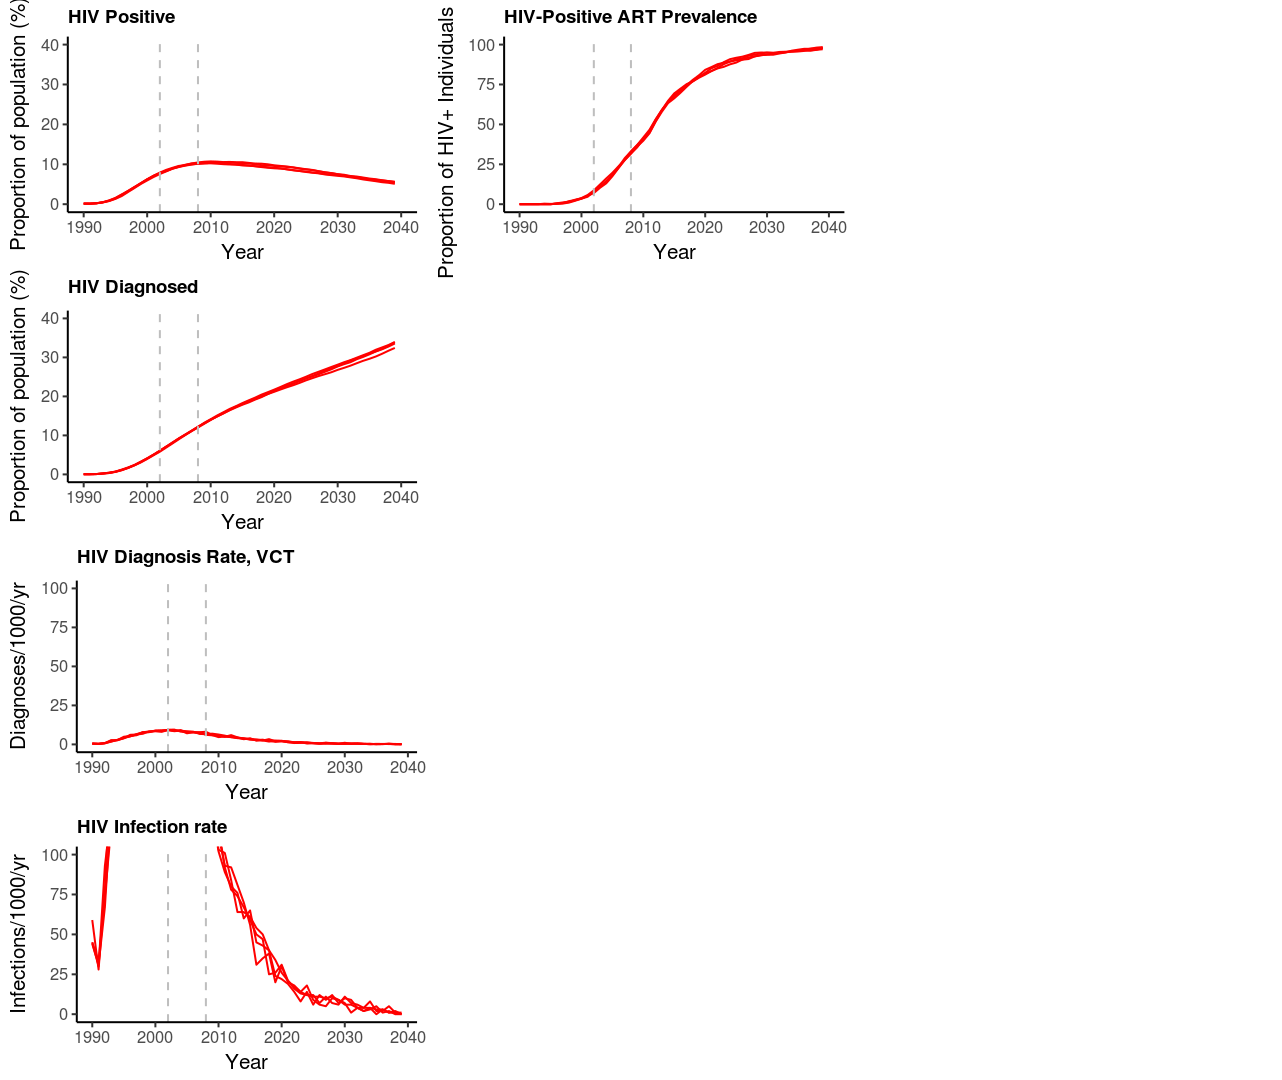 HIV Positive
Proportion of population (%)
40
30
20
10
0
1990 2000 2010 2020 2030 2040
Year
HIV-Positive ART Prevalence
Proportion of HIV+ Individuals
100
75
50
25
0
1990 2000 2010 2020 2030 2040
Year
HIV Diagnosed
Proportion of population (%)
40
30
20
10
0
1990 2000 2010 2020 2030 2040
Year
HIV Diagnosis Rate, VCT
Diagnoses/1000/yr
100
75
50
25
0
1990 2000 2010 2020 2030 2040
Year
HIV Infection rate
Infections/1000/yr
100
75
50
25
0
1990 2000 2010 2020 2030 2040
Year